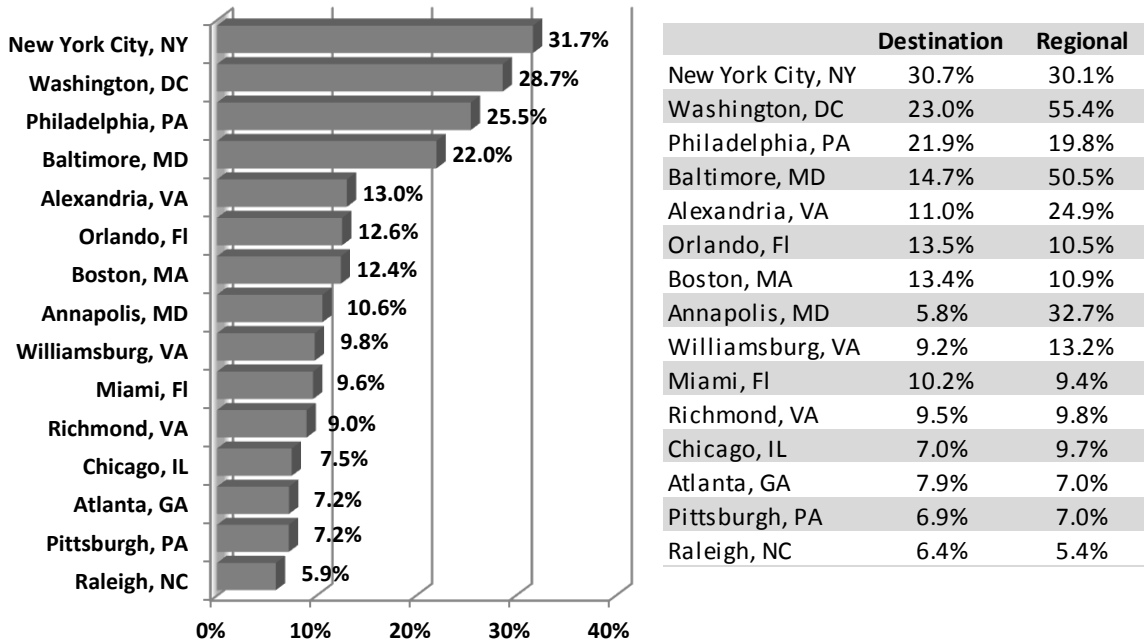 New York City, NY 31.7%
Washington, DC 28.7%
Philadelphia, PA 25.5%
Baltimore, MD 22.0%
Alexandria, VA 13.0%
Orlando, Fl 12.6%
Boston, MA 12.4%
Annapolis, MD 10.6%
Williamsburg, VA 9.8%
Miami, Fl 9.6%
Richmond, VA 9.0%
Chicago, IL 7.5%
Atlanta, GA 7.2%
Pittsburgh, PA 7.2%
Raleigh, NC 5.9%
0% 10% 20% 30% 40%
Destination Regional
New York City, NY 30.7% 30.1%
Washington, DC 23.0% 55.4%
Philadelphia, PA 21.9% 19.8%
Baltimore, MD 14.7% 50.5%
Alexandria, VA 11.0% 24.9%
Orlando, Fl 13.5% 10.5%
Boston, MA 13.4% 10.9%
Annapolis, MD 5.8% 32.7%
Williamsburg, VA 9.2% 13.2%
Miami, Fl 10.2% 9.4%
Richmond, VA 9.5% 9.8%
Chicago, IL 7.0% 9.7%
Atlanta, GA 7.9% 7.0%
Pittsburgh, PA 6.9% 7.0%
Raleigh, NC 6.4% 5.4%